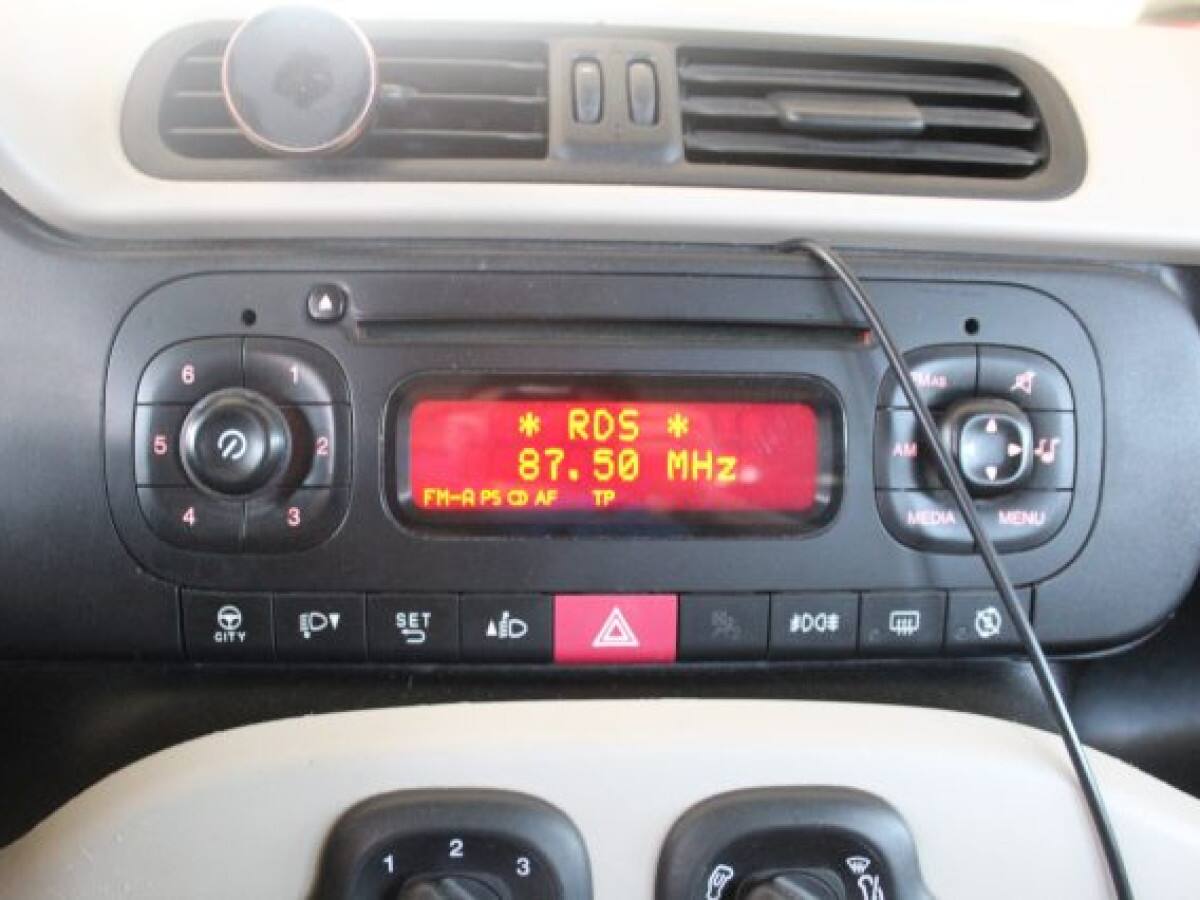 6 1
5 2
4 3
* RDS *
87.50 MHz
FM-A PS CD AF TP
AS
AM
MEDIA MENU
CITY
SET
1 2 3